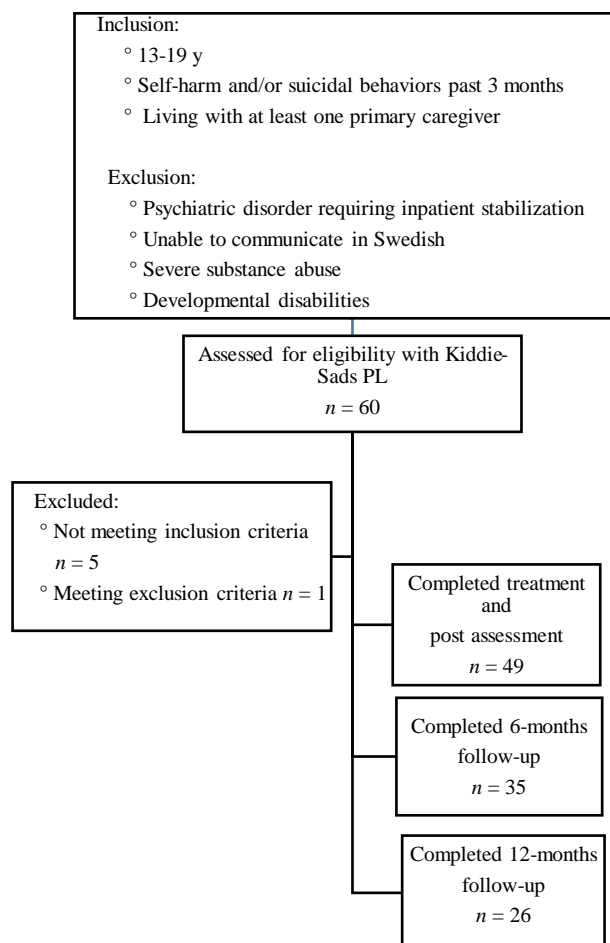 Inclusion:
° 13-19 y
° Self-harm and/or suicidal behaviors past 3 months
° Living with at least one primary caregiver
Exclusion:
° Psychiatric disorder requiring inpatient stabilization
° Unable to communicate in Swedish
° Severe substance abuse
° Developmental disabilities
Assessed for eligibility with Kiddie-
Sads PL
n = 60
Excluded:
° Not meeting inclusion criteria
n = 5
° Meeting exclusion criteria n = 1
Completed treatment
and
post assessment
n = 49
Completed 6-months
follow-up
n = 35
Completed 12-months
follow-up
n = 26